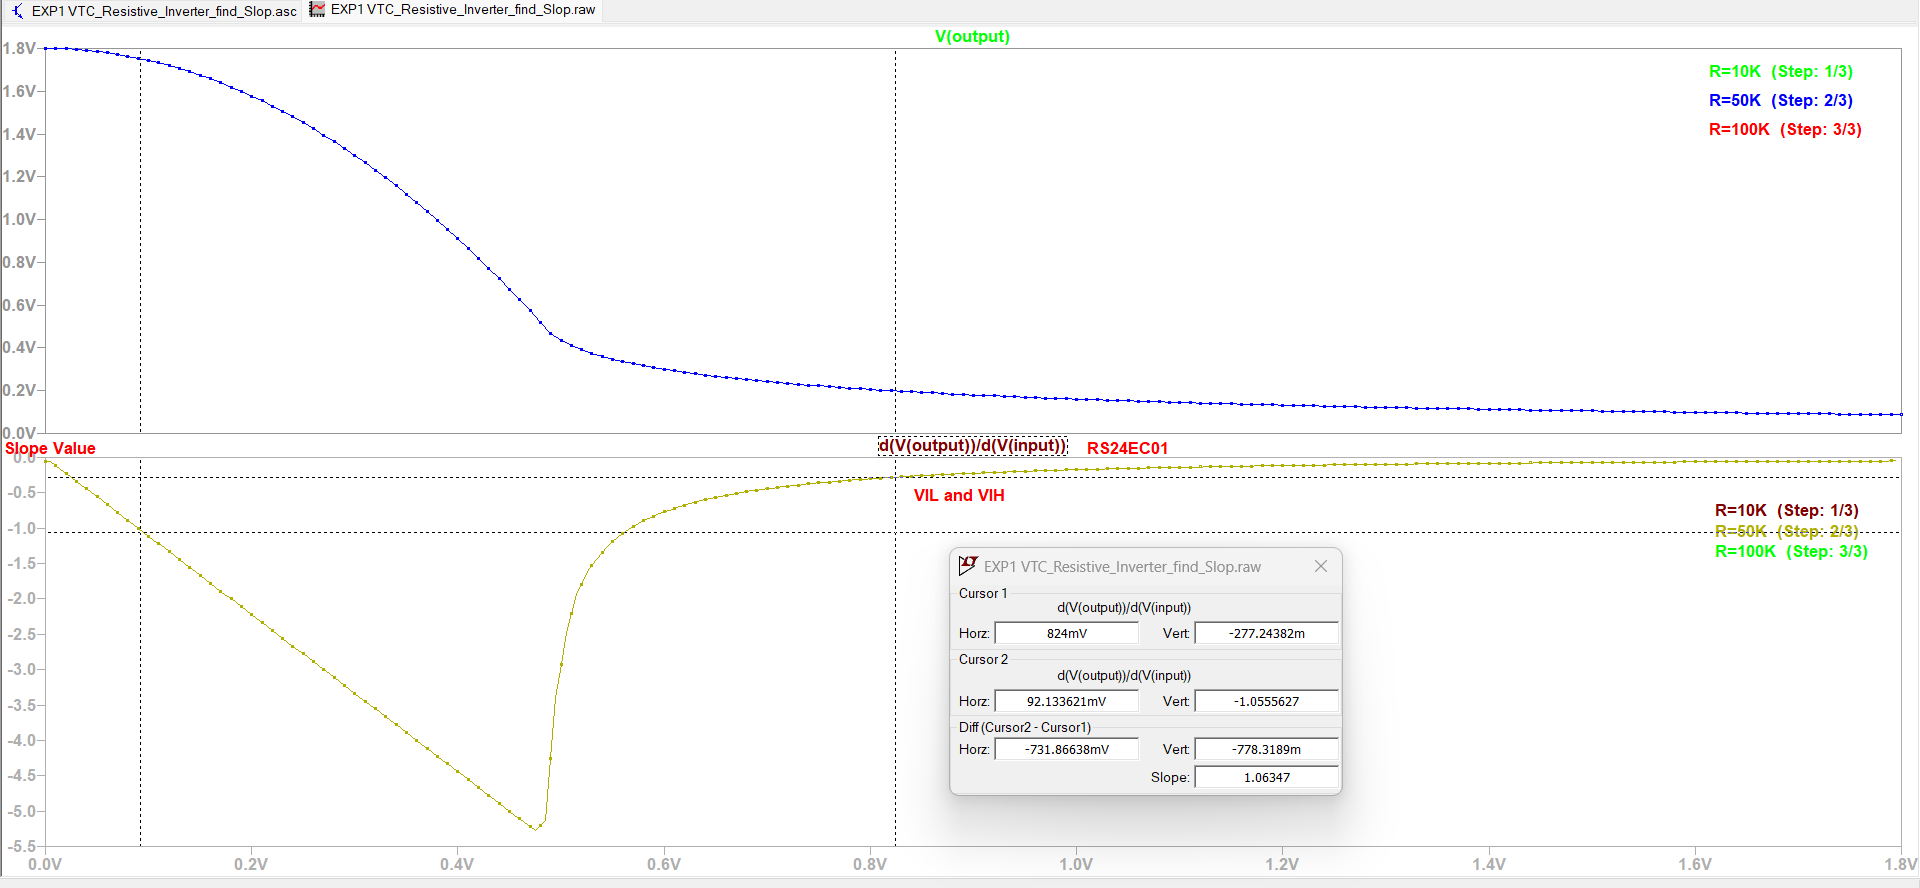 EXP1 VTC_Resistive_Inverter_find_Slop.asc
EXP1 VTC_Resistive_Inverter_find_Slop.raw
V(output)
1.8V
1.6V
1.4V
1.2V
1.0V
0.8V
0.6V
0.4V
0.2V
0.0V
R=10K (Step: 1/3)
R=50K (Step: 2/3)
R=100K (Step: 3/3)
Slope Value
d(V(output))/d(V(input))
RS24EC01
VIL and VIH
0.0
-0.5
-1.0
-1.5
-2.0
-2.5
-3.0
-3.5
-4.0
-4.5
-5.0
-5.5
R=10K (Step: 1/3)
R=50K (Step: 2/3)
R=100K (Step: 3/3)
EXP1 VTC_Resistive_Inverter_find_Slop.raw
Cursor 1
d(V(output))/d(V(input))
Horz: 824mV Vert: -277.24382m
Cursor 2
d(V(output))/d(V(input))
Horz: 92.133621mV Vert: -1.0555627
Diff (Cursor2 - Cursor1)
Horz: -731.86638mV Vert: -778.3189m
Slope: 1.06347
0.0V 0.2V 0.4V 0.6V 0.8V 1.0V 1.2V 1.4V 1.6V 1.8V